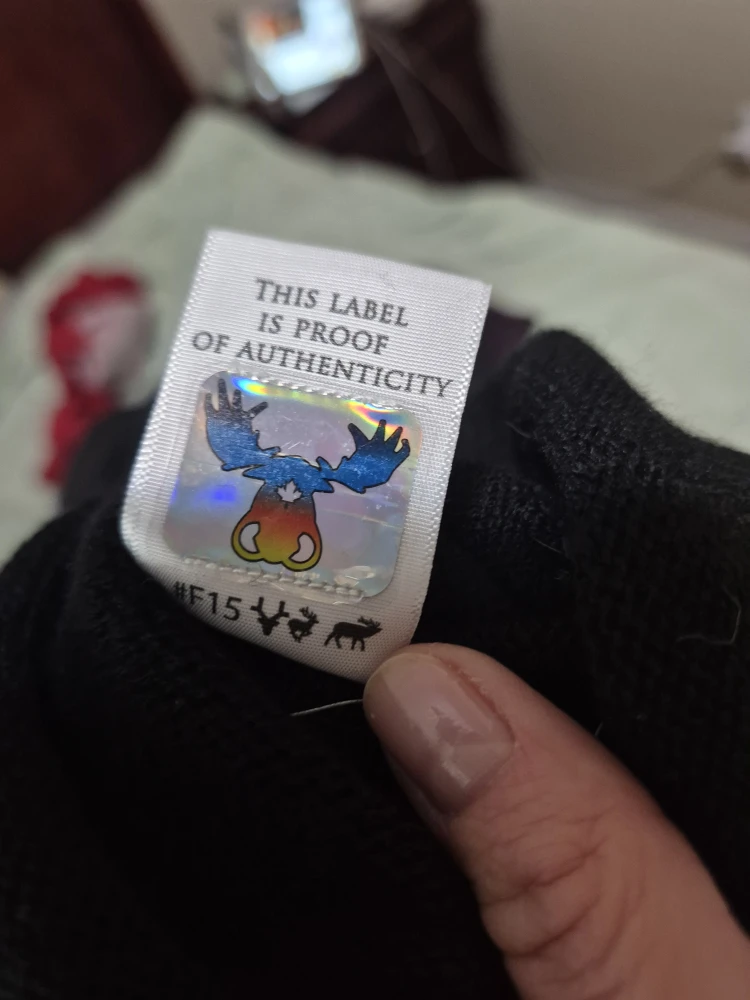 THIS LABEL
IS PROOF
OF AUTHENTICITY
#F15